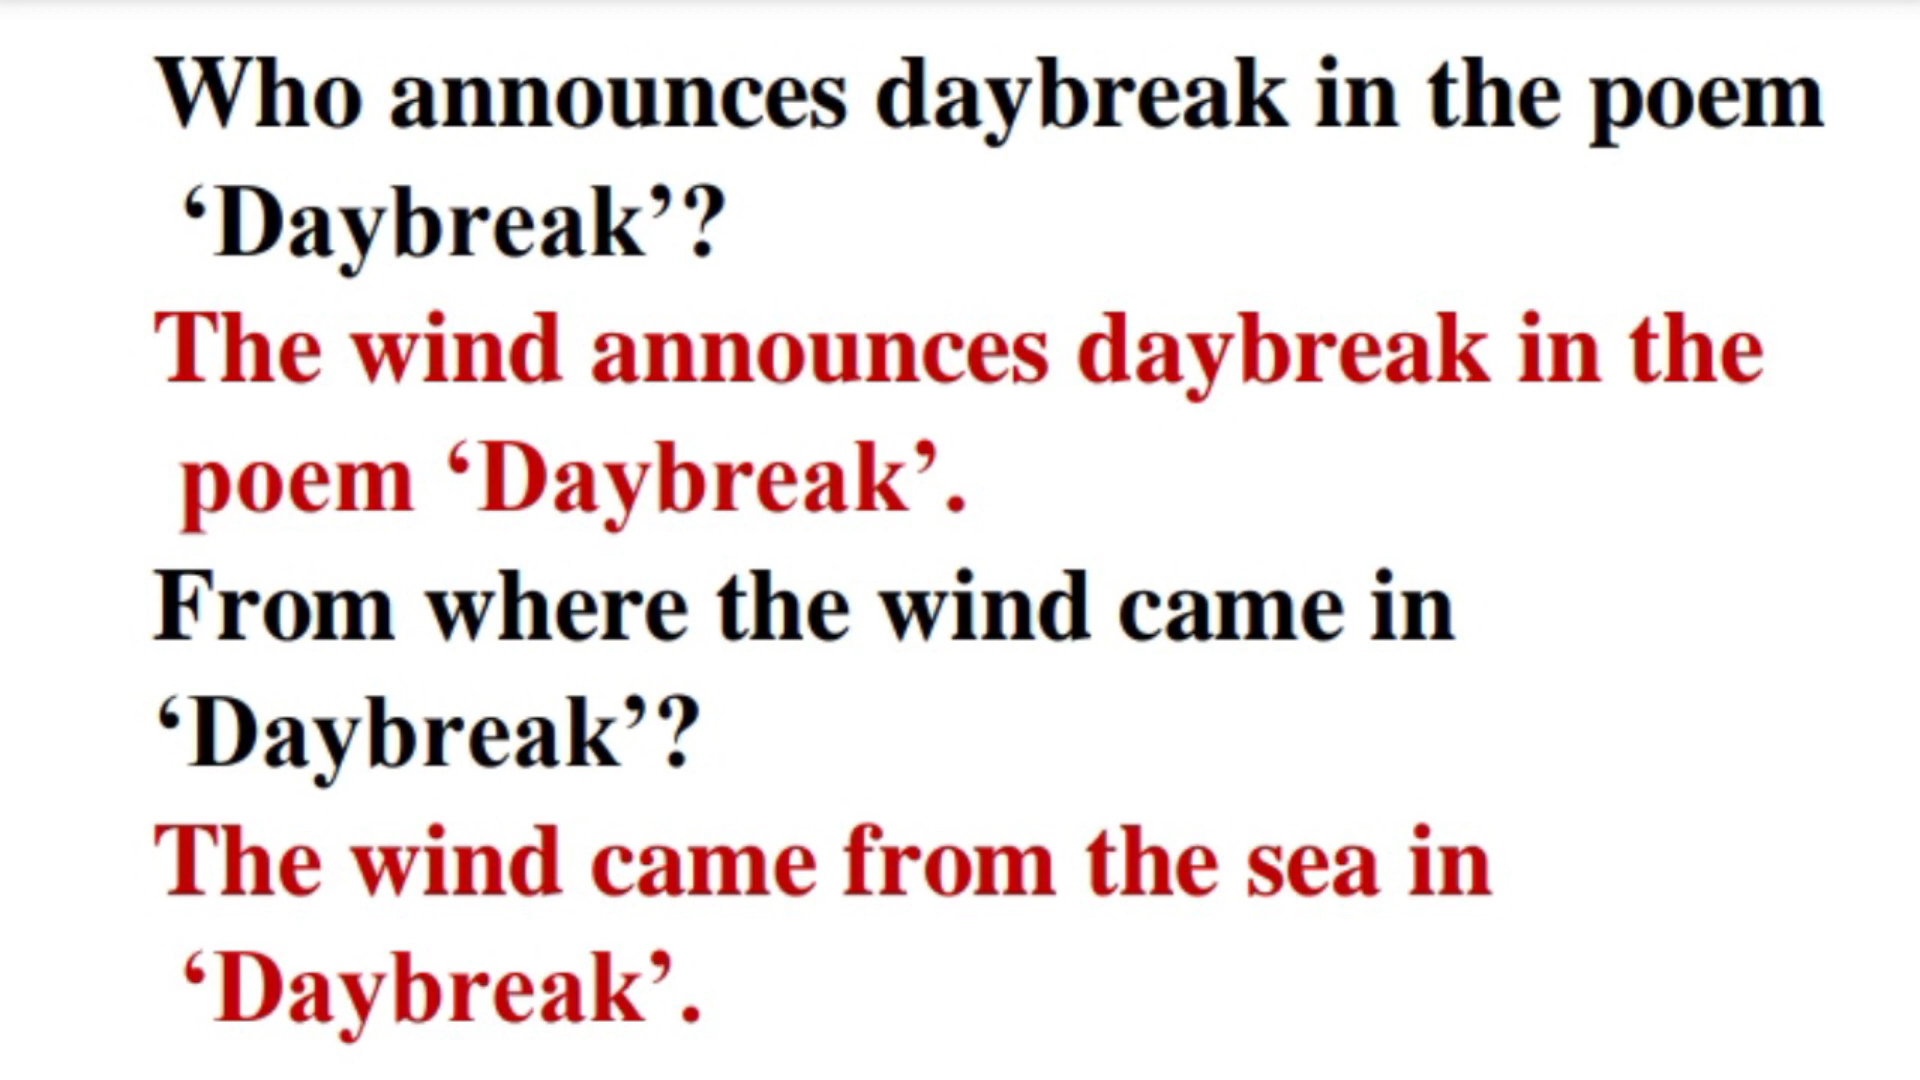 Who announces daybreak in the poem
‘Daybreak’?
The wind announces daybreak in the
poem ‘Daybreak’.
From where the wind came in
‘Daybreak’?
The wind came from the sea in
‘Daybreak’.